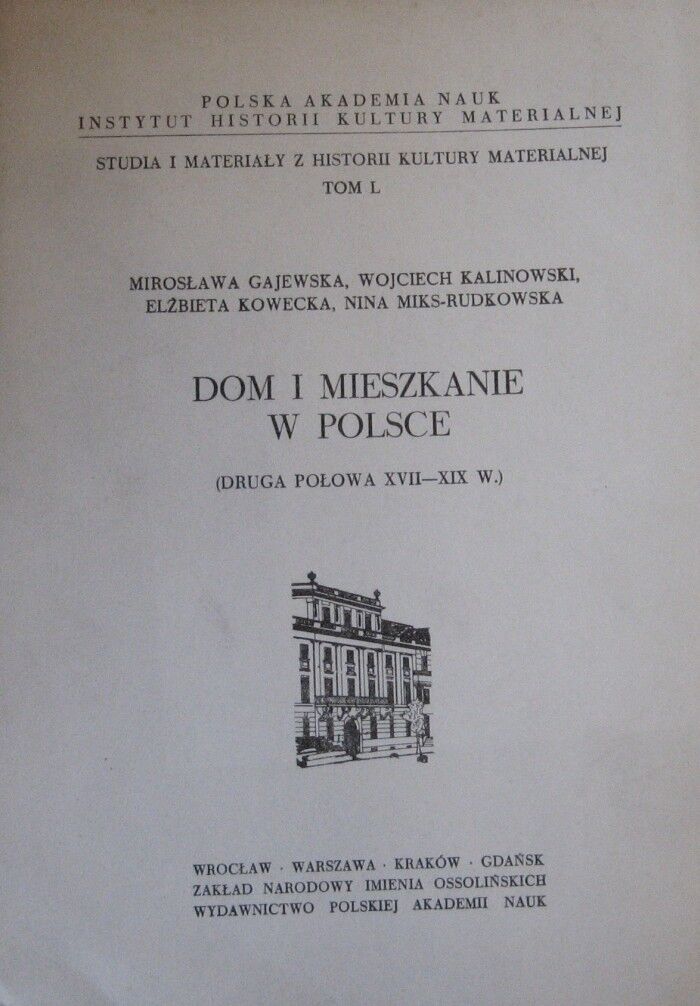 POLSKA AKADEMIA NAUK
INSTYTUT HISTORII KULTURY MATERIALNEJ
STUDIA I MATERIAŁY Z HISTORII KULTURY MATERIALNEJ
TOM L
MIROSŁAWA GAJEWSKA, WOJCIECH KALINOWSKI,
ELŻBIETA KOWECKA, NINA MIKS-RUDKOWSKA
DOM I MIESZKANIE
W POLSCE
(DRUGA POŁOWA XVII—XIX W.)
WROCŁAW · WARSZAWA · KRAKÓW · GDAŃSK
ZAKŁAD NARODOWY IMIENIA OSSOLIŃSKICH
WYDAWNICTWO POLSKIEJ AKADEMII NAUK